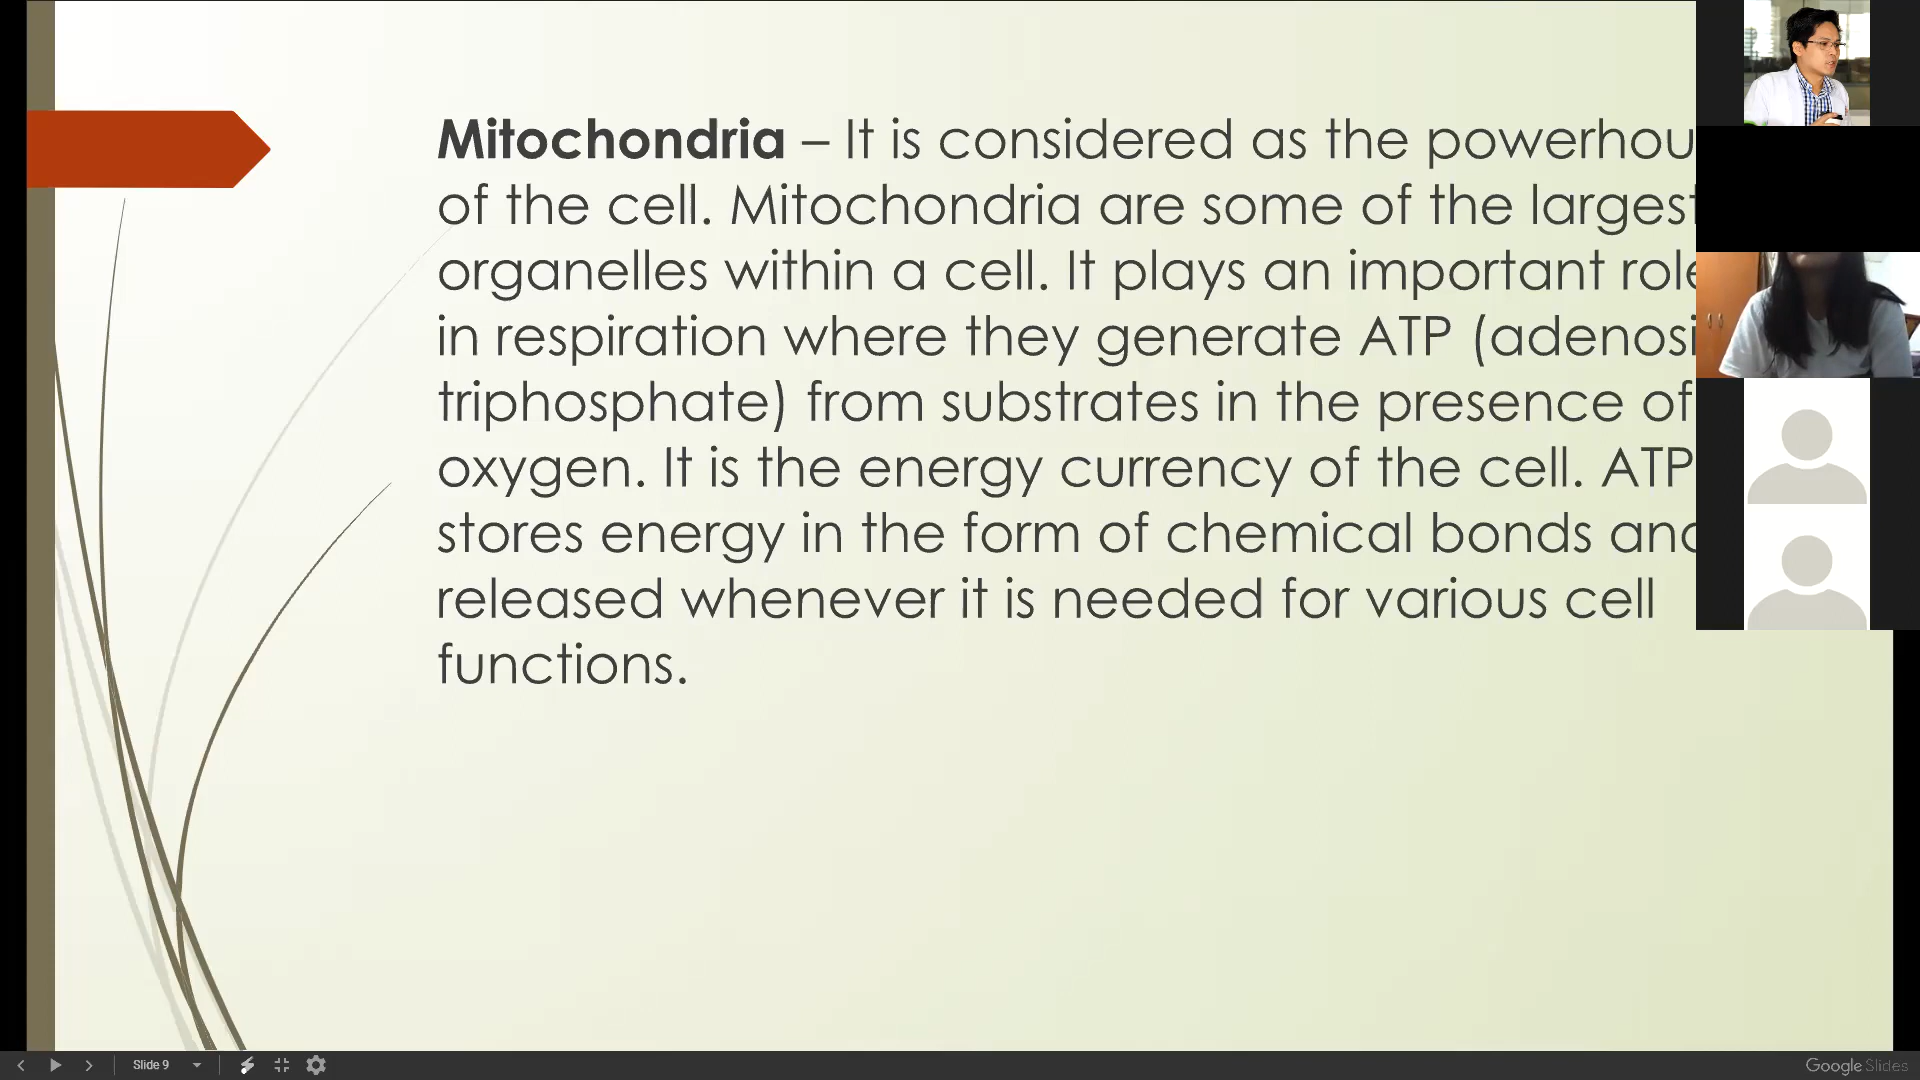 Mitochondria – It is considered as the powerhou
of the cell. Mitochondria are some of the largest
organelles within a cell. It plays an important role
in respiration where they generate ATP (adenosi
triphosphate) from substrates in the presence of
oxygen. It is the energy currency of the cell. ATP
stores energy in the form of chemical bonds and
released whenever it is needed for various cell
functions.
Slide 9
Google Slides